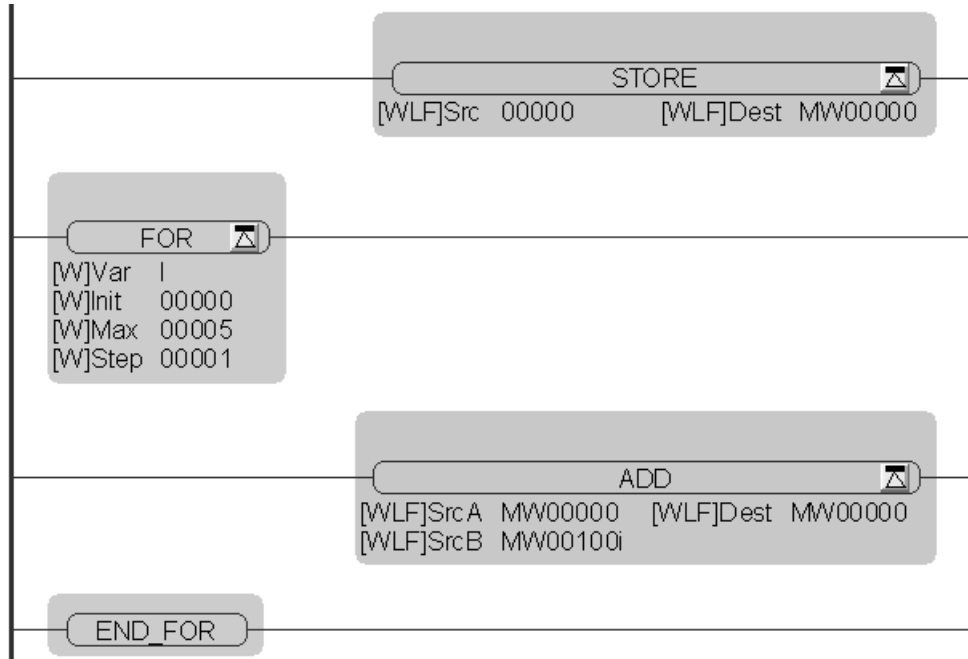 STORE
[WLF]Src 00000 [WLF]Dest MW00000
FOR
[W]Var I
[W]Init 00000
[W]Max 00005
[W]Step 00001
ADD
[WLF]SrcA MW00000 [WLF]Dest MW00000
[WLF]SrcB MW00100i
END_FOR